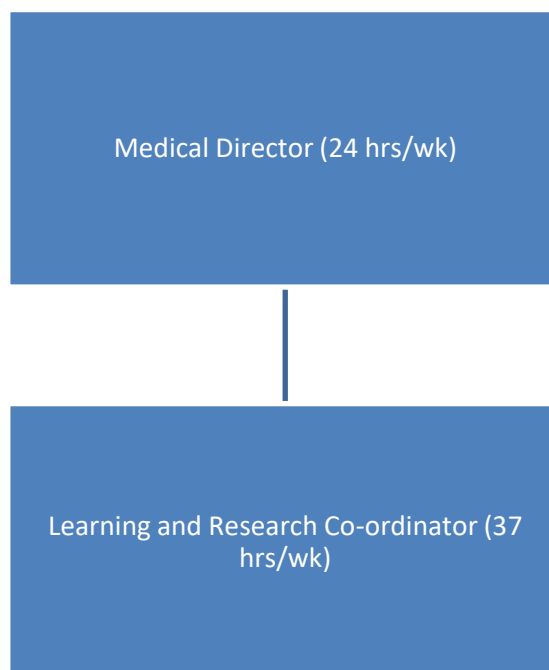 Medical Director (24 hrs/wk)
Learning and Research Co-ordinator (37
hrs/wk)